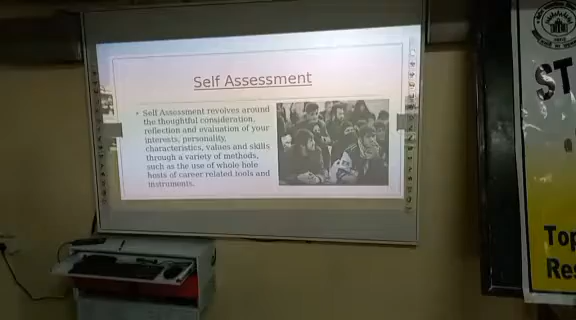 Self Assessment
• Self Assessment revolves around
the thoughtful consideration,
reflection and evaluation of your
interests, personality,
characteristics, values and skills
through a variety of methods,
such as the use of whole hole
hosts of career related tools and
instruments.
ST
Top
Res